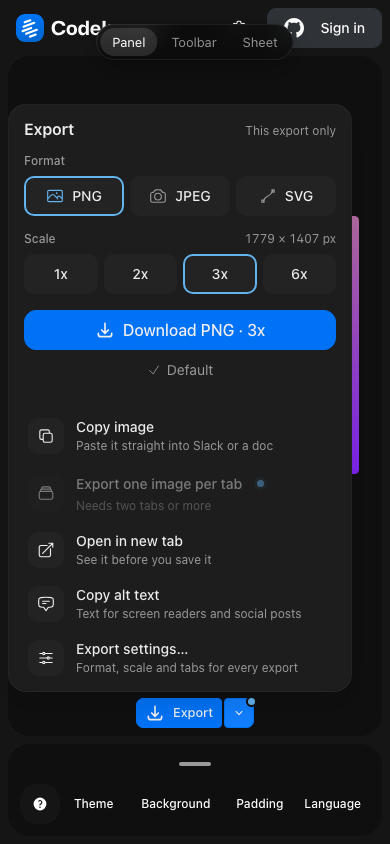 Sign in
Panel
Toolbar
Sheet
Export
This export only
Format
PNG
JPEG
SVG
Scale
1779 × 1407 px
1x
2x
3x
6x
Download PNG · 3x
Default
Copy image
Paste it straight into Slack or a doc
Export one image per tab
Needs two tabs or more
Open in new tab
See it before you save it
Copy alt text
Text for screen readers and social posts
Export settings...
Format, scale and tabs for every export
Export
Theme
Background
Padding
Language